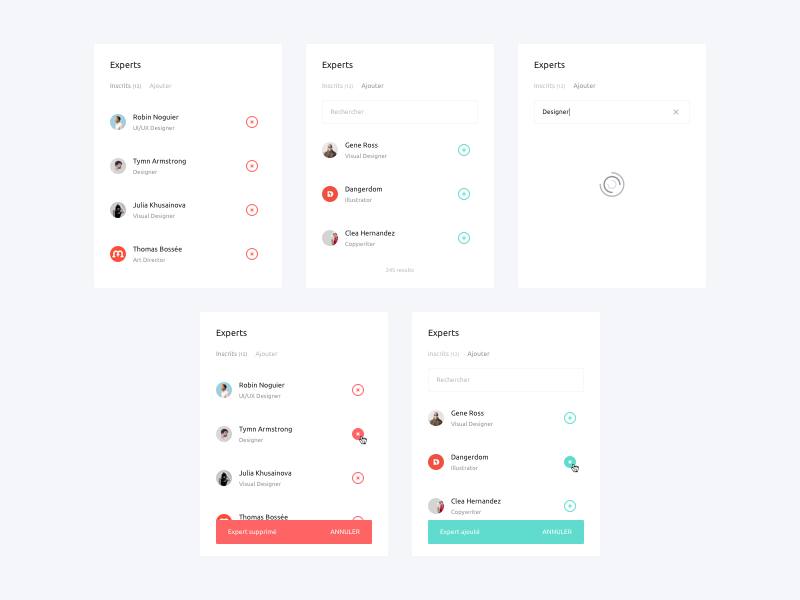 Experts
Inscrits (12) Ajouter
Robin Noguier
UI/UX Designer
Tymn Armstrong
Designer
Julia Khusainova
Visual Designer
Thomas Bossée
Art Director
Experts
Inscrits (12) Ajouter
Rechercher
Gene Ross
Visual Designer
Dangerdom
Illustrator
Clea Hernandez
Copywriter
245 results
Experts
Inscrits (12) Ajouter
Designer
Experts
Inscrits (12) Ajouter
Robin Noguier
UI/UX Designer
Tymn Armstrong
Designer
Julia Khusainova
Visual Designer
Thomas Bossée
Expert supprimé ANNULER
Experts
Inscrits (12) Ajouter
Rechercher
Gene Ross
Visual Designer
Dangerdom
Illustrator
Clea Hernandez
Copywriter
Expert ajouté ANNULER